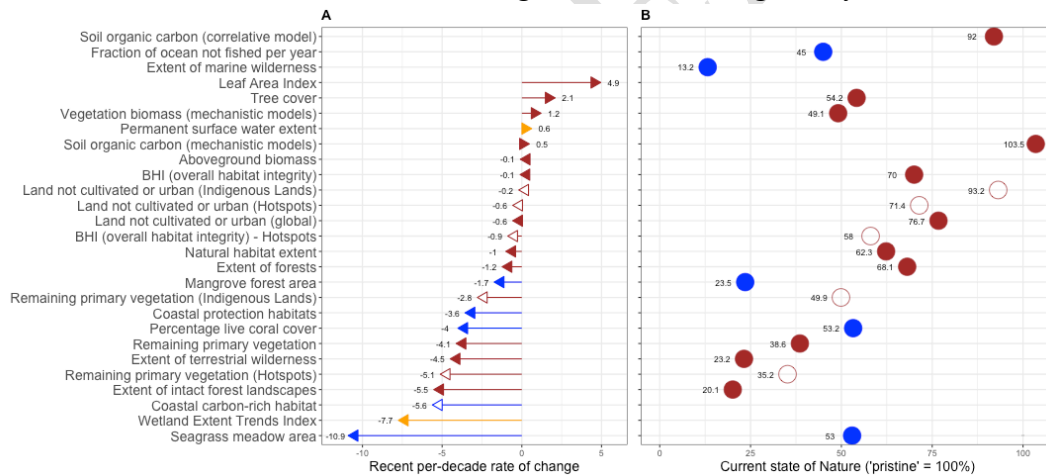 A B
Soil organic carbon (correlative model) 92
Fraction of ocean not fished per year 45
Extent of marine wilderness 13.2
Leaf Area Index 4.9
Tree cover 2.1 54.2
Vegetation biomass (mechanistic models) 1.2 49.1
Permanent surface water extent 0.6
Soil organic carbon (mechanistic models) 0.5 103.5
Aboveground biomass -0.1
BHI (overall habitat integrity) -0.1 70
Land not cultivated or urban (Indigenous Lands) -0.2 93.2
Land not cultivated or urban (Hotspots) -0.6 71.4
Land not cultivated or urban (global) -0.6 76.7
BHI (overall habitat integrity) - Hotspots -0.9 58
Natural habitat extent -1 62.3
Extent of forests -1.2 68.1
Mangrove forest area -1.7 23.5
Remaining primary vegetation (Indigenous Lands) -2.8 49.9
Coastal protection habitats -3.6
Percentage live coral cover -4 53.2
Remaining primary vegetation -4.1 38.6
Extent of terrestrial wilderness -4.5 23.2
Remaining primary vegetation (Hotspots) -5.1 35.2
Extent of intact forest landscapes -5.5 20.1
Coastal carbon-rich habitat -5.6
Wetland Extent Trends Index -7.7
Seagrass meadow area -10.9 53
-10 -5 0 5 0 25 50 75 100
Recent per-decade rate of change Current state of Nature ('pristine' = 100%)